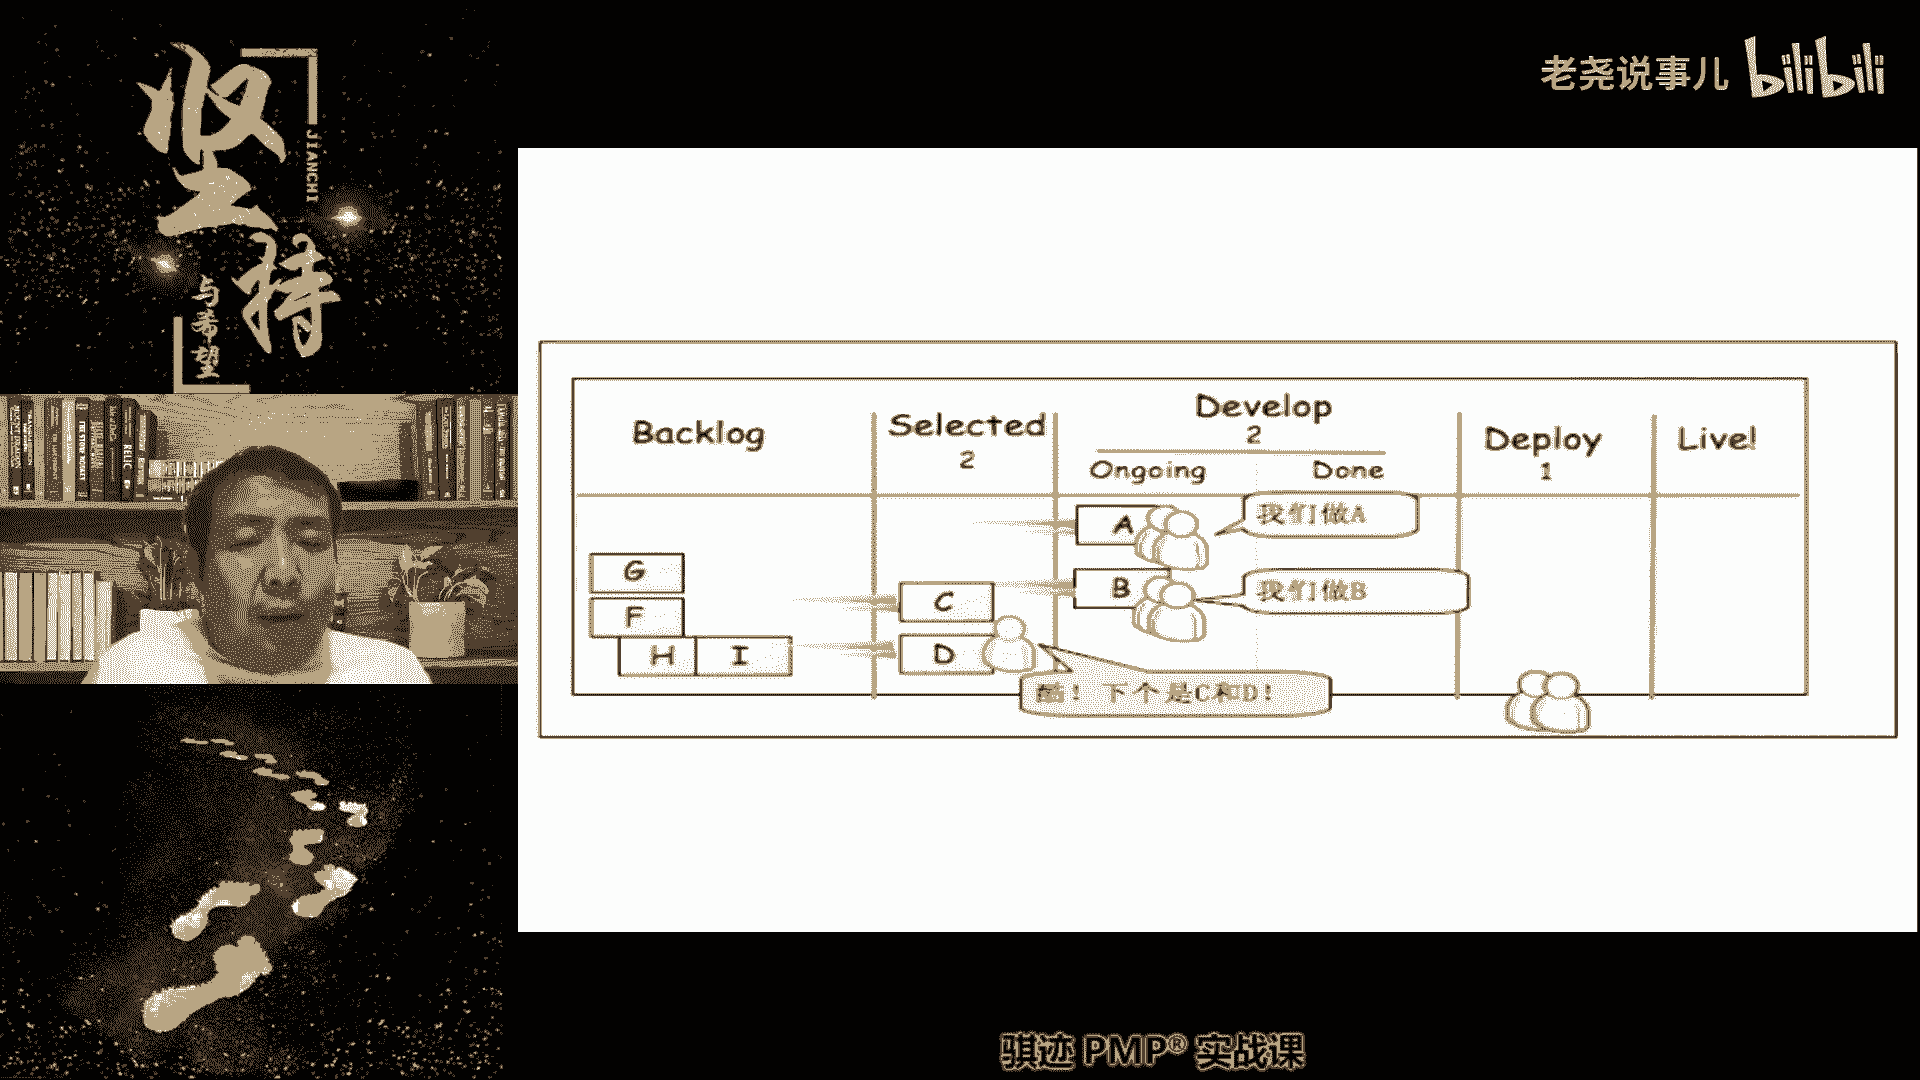 坚持
JIANCHI
与希望
老尧说事儿 bilibili
Backlog
Selected
2
Develop
2
Ongoing
Done
Deploy
1
Live!
A
我们做A
B
我们做B
G
F
H
I
C
D
酷！下个是C和D！
RELIC
骐迹 PMP® 实战课